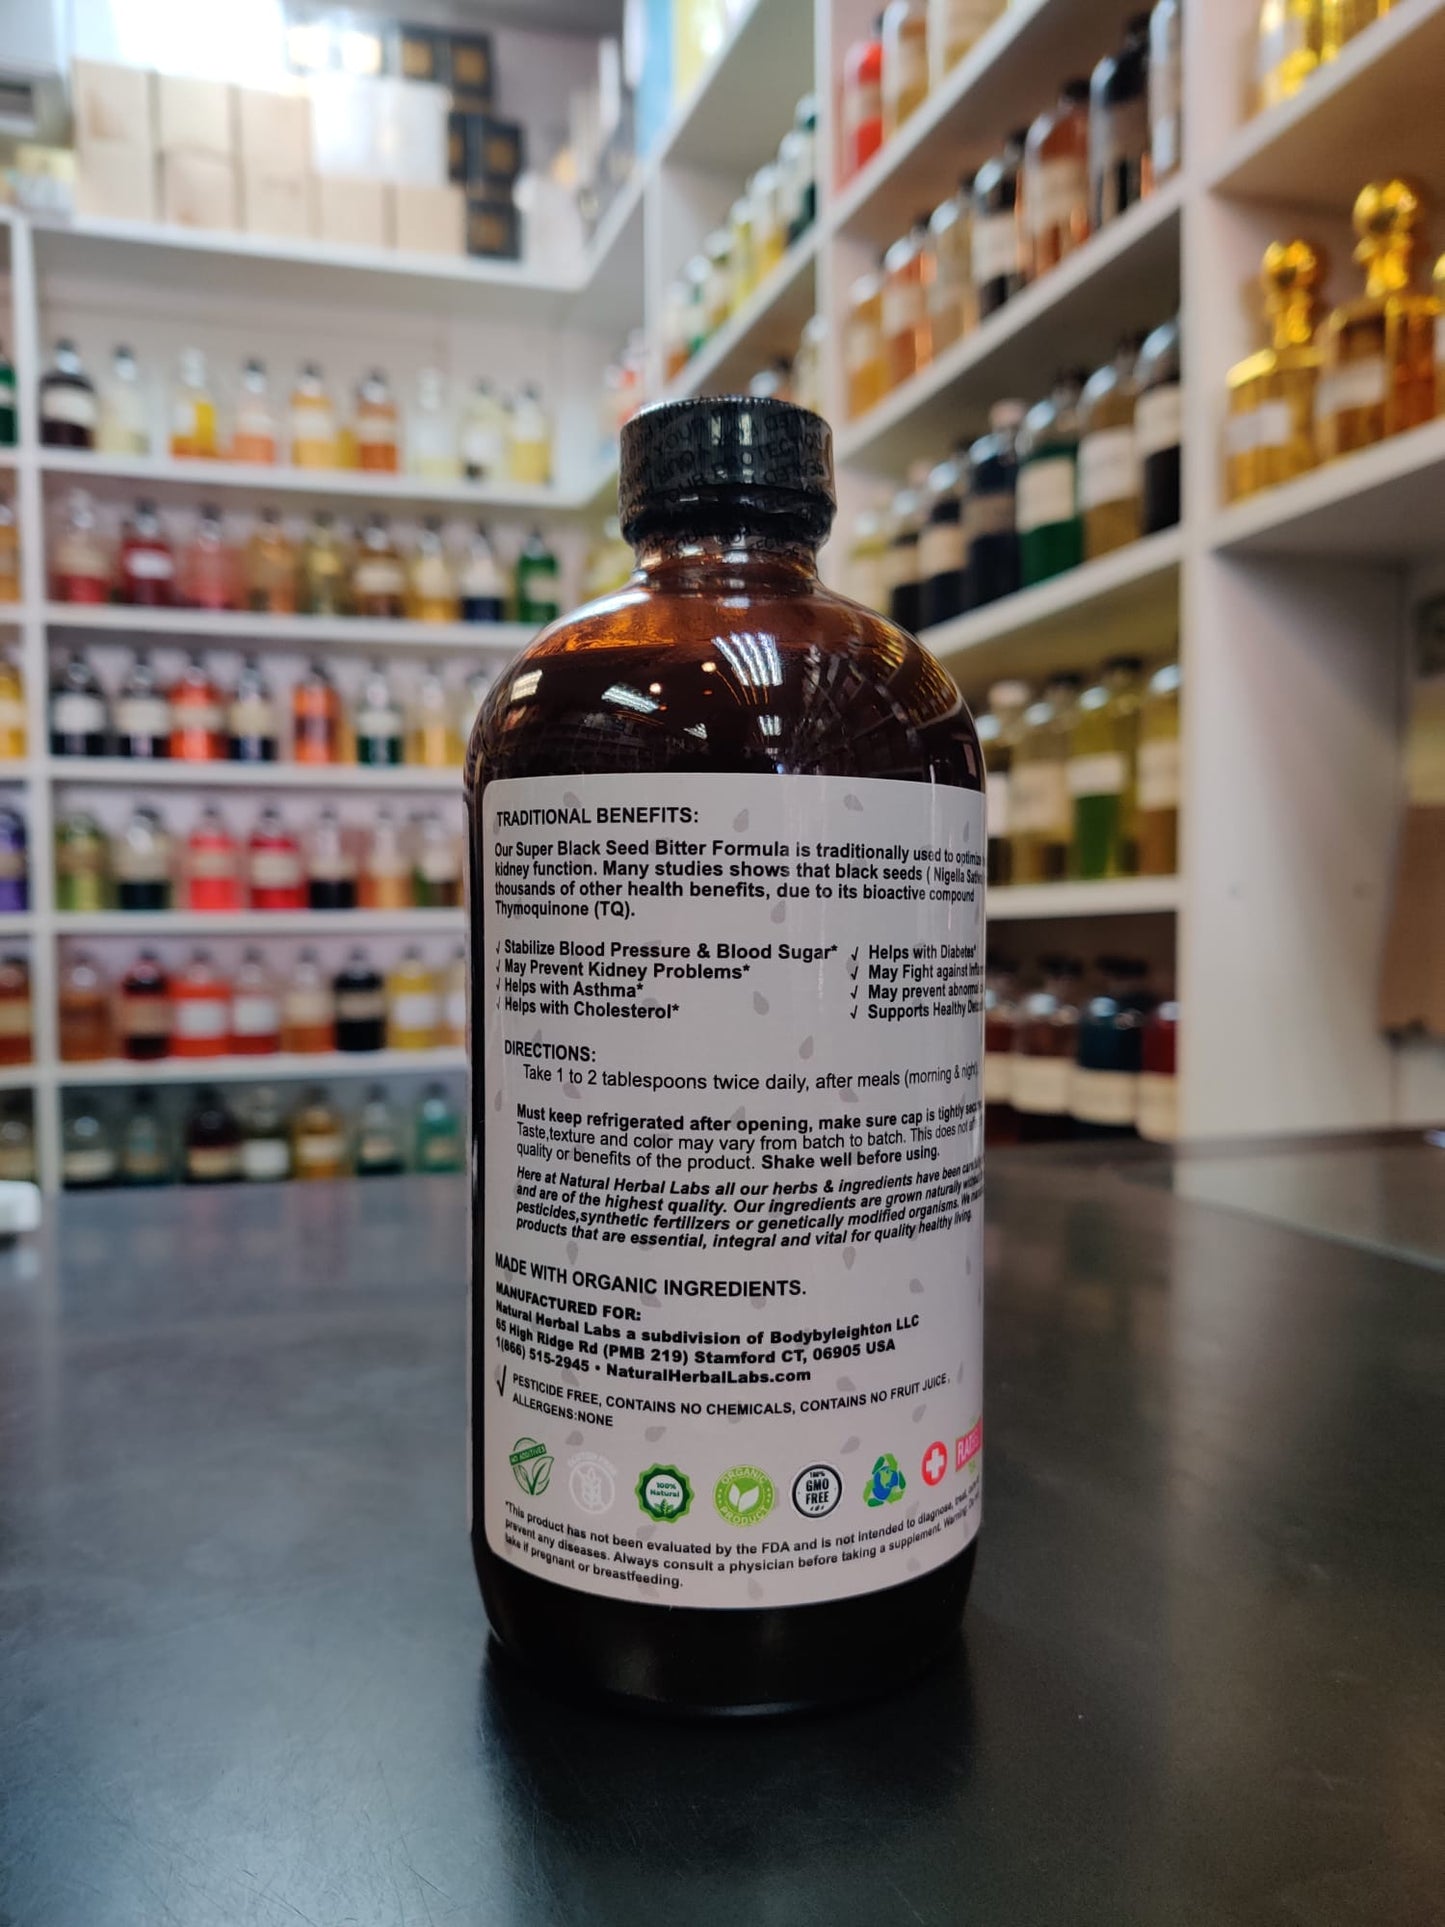 TRADITIONAL BENEFITS:
Our Super Black Seed Bitter Formula is traditionally used to
kidney function. Many studies shows that black seeds ( Nigella
thousands of other health benefits, due to its bioactive compound
Thymoquinone (TQ).
√ Stabilize Blood Pressure & Blood Sugar* √ Helps with Diabetes*
√ May Prevent Kidney Problems* √ May Fight against
√ Helps with Asthma* √ May prevent
√ Helps with Cholesterol* √ Supports Healthy
DIRECTIONS:
Take 1 to 2 tablespoons twice daily, after meals (morning & night)
Must keep refrigerated after opening, make sure cap is tightly
Taste,texture and color may vary from batch to batch. This does not
quality or benefits of the product. Shake well before using.
Here at Natural Herbal Labs all our herbs & ingredients have been
and are of the highest quality. Our ingredients are grown naturally
pesticides,synthetic fertilizers or genetically modified organisms. We
products that are essential, integral and vital for quality healthy living.
MADE WITH ORGANIC INGREDIENTS.
MANUFACTURED FOR:
Natural Herbal Labs a subdivision of Bodybyleighton LLC
65 High Ridge Rd (PMB 219) Stamford CT, 06905 USA
1(866) 515-2945 • NaturalHerbalLabs.com
√ PESTICIDE FREE, CONTAINS NO CHEMICALS, CONTAINS NO FRUIT JUICE,
ALLERGENS:NONE
NO ADDITIVES
GLUTEN FREE
100%
Natural
ORGANIC
PRODUCT
100%
GMO
FREE
*This product has not been evaluated by the FDA and is not intended to diagnose, treat,
prevent any diseases. Always consult a physician before taking a supplement. Warning:
take if pregnant or breastfeeding.